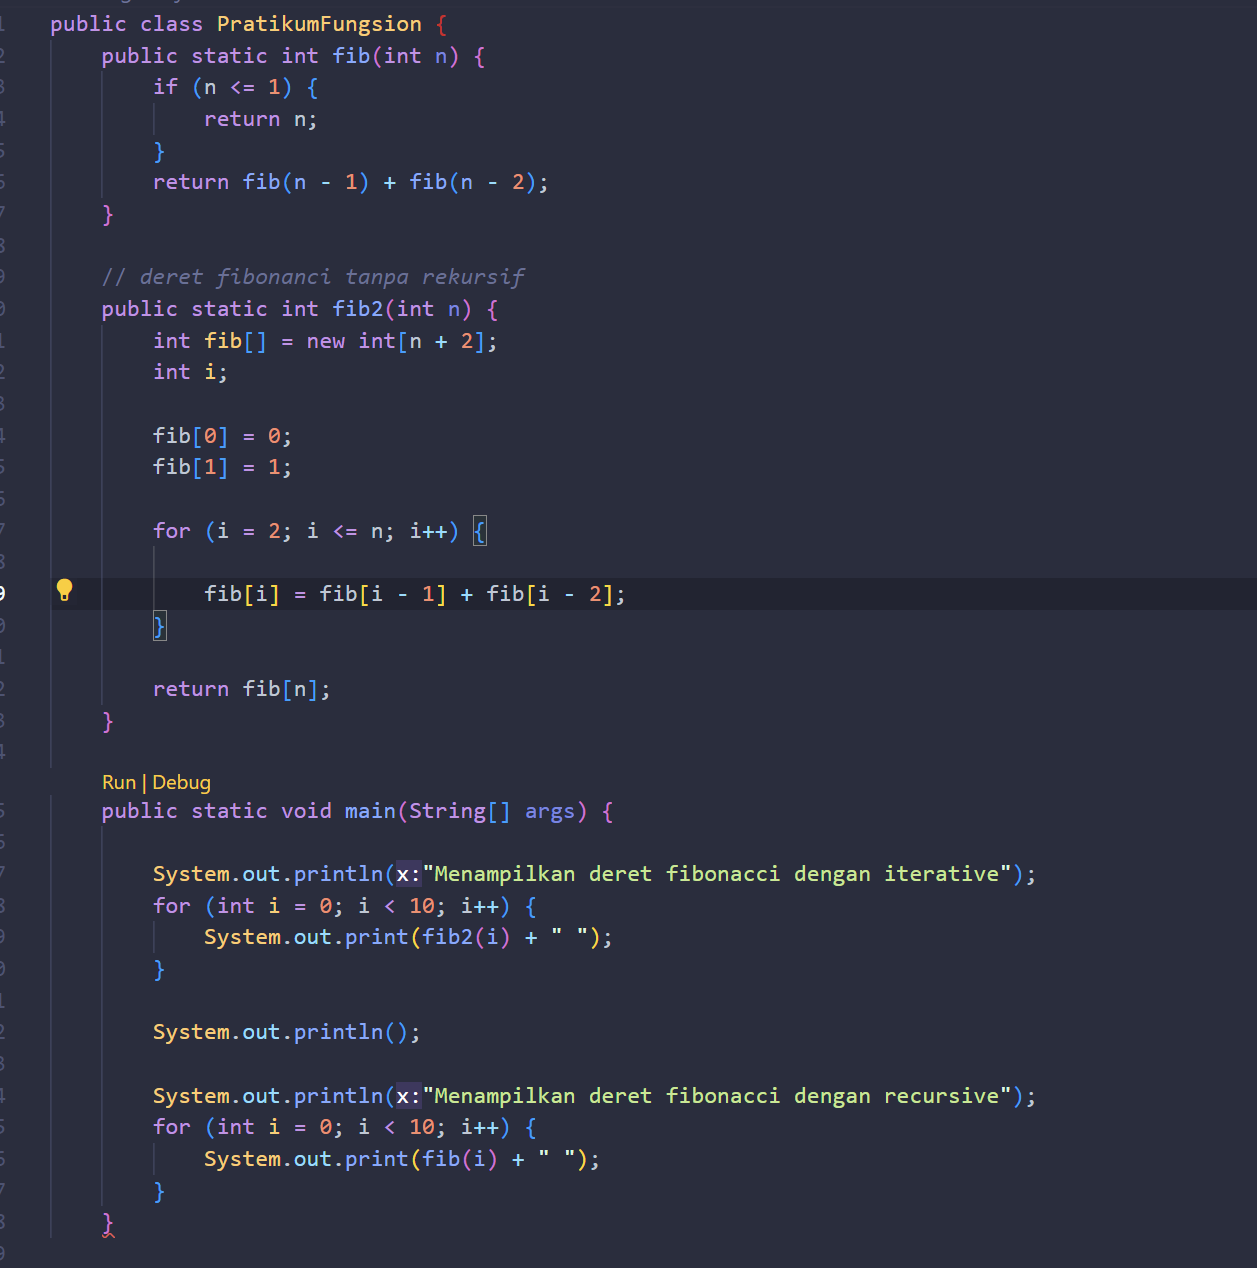 public class PratikumFungsion {
public static int fib(int n) {
if (n <= 1) {
return n;
}
return fib(n - 1) + fib(n - 2);
}
// deret fibonanci tanpa rekursif
public static int fib2(int n) {
int fib[] = new int[n + 2];
int i;
fib[0] = 0;
fib[1] = 1;
for (i = 2; i <= n; i++) {
fib[i] = fib[i - 1] + fib[i - 2];
}
return fib[n];
}
Run | Debug
public static void main(String[] args) {
System.out.println(x:"Menampilkan deret fibonacci dengan iterative");
for (int i = 0; i < 10; i++) {
System.out.print(fib2(i) + " ");
}
System.out.println();
System.out.println(x:"Menampilkan deret fibonacci dengan recursive");
for (int i = 0; i < 10; i++) {
System.out.print(fib(i) + " ");
}
}